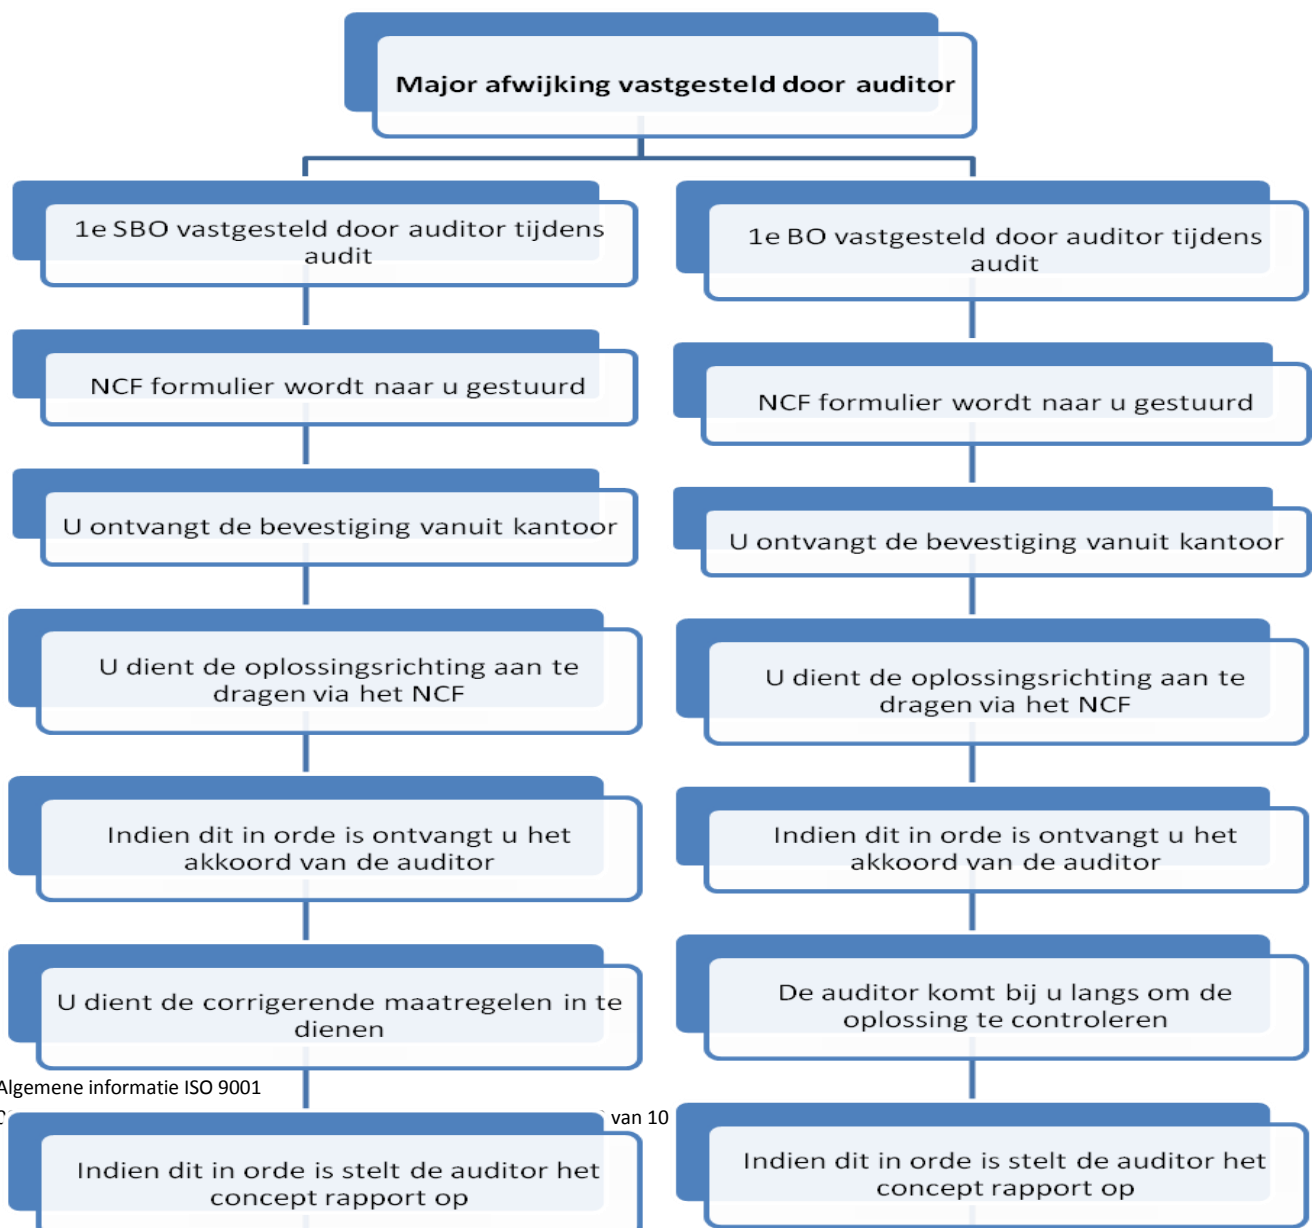 Major afwijking vastgesteld door auditor
1e SBO vastgesteld door auditor tijdens
audit
NCF formulier wordt naar u gestuurd
U ontvangt de bevestiging vanuit kantoor
U dient de oplossingsrichting aan te
dragen via het NCF
Indien dit in orde is ontvangt u het
akkoord van de auditor
U dient de corrigerende maatregelen in te
dienen
Indien dit in orde is stelt de auditor het
concept rapport op
1e BO vastgesteld door auditor tijdens
audit
NCF formulier wordt naar u gestuurd
U ontvangt de bevestiging vanuit kantoor
U dient de oplossingsrichting aan te
dragen via het NCF
Indien dit in orde is ontvangt u het
akkoord van de auditor
De auditor komt bij u langs om de
oplossing te controleren
Indien dit in orde is stelt de auditor het
concept rapport op
Algemene informatie ISO 9001
van 10